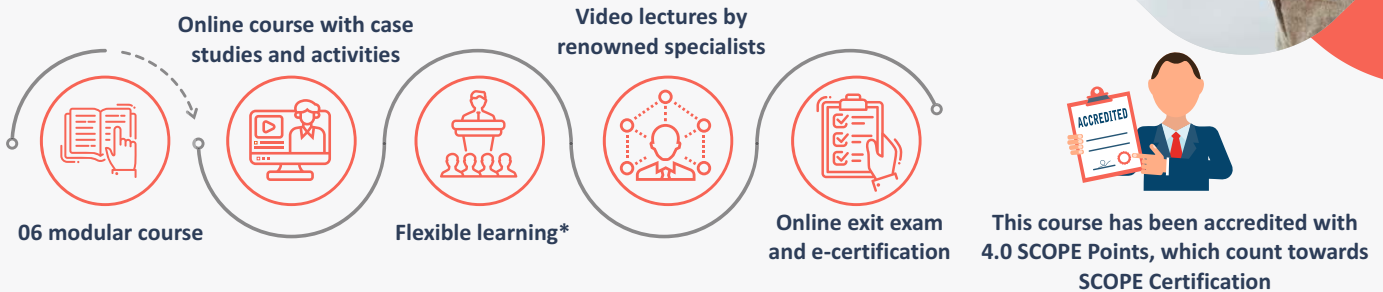 Online course with case
studies and activities
Video lectures by
renowned specialists
ACCREDITED
06 modular course
Flexible learning*
Online exit exam
and e-certification
This course has been accredited with
4.0 SCOPE Points, which count towards
SCOPE Certification